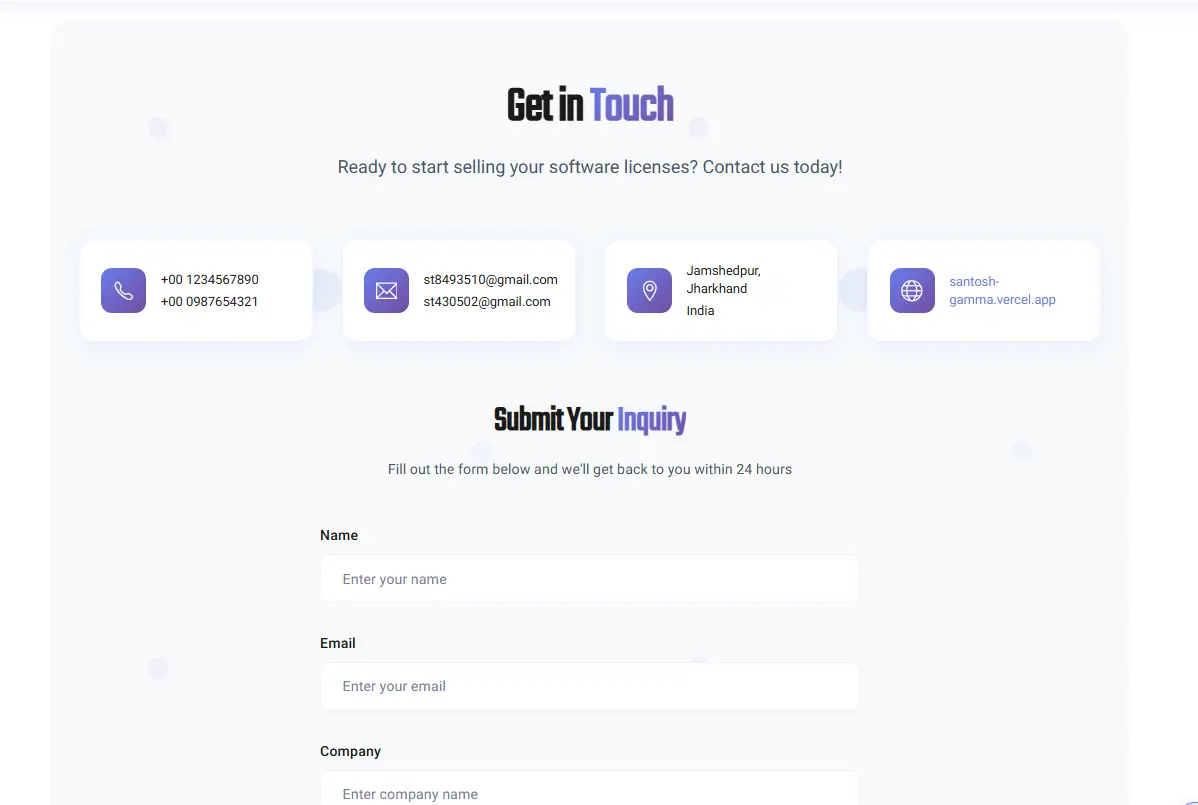 Get in Touch
Ready to start selling your software licenses? Contact us today!
+00 1234567890
+00 0987654321
st8493510@gmail.com
st430502@gmail.com
Jamshedpur,
Jharkhand
India
santosh-
gamma.vercel.app
Submit Your Inquiry
Fill out the form below and we'll get back to you within 24 hours
Name
Enter your name
Email
Enter your email
Company
Enter company name